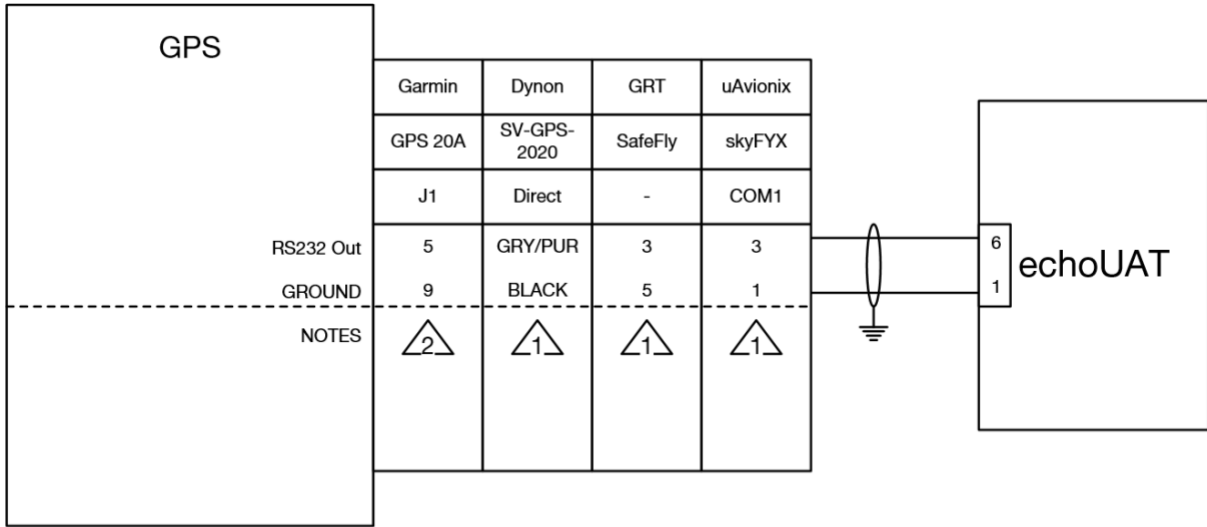 GPS
Garmin Dynon GRT uAvionix
GPS 20A SV-GPS-
2020 SafeFly skyFYX
J1 Direct - COM1
RS232 Out 5 GRY/PUR 3 3 6
echoUAT
GROUND 9 BLACK 5 1 1
NOTES 2 1 1 1